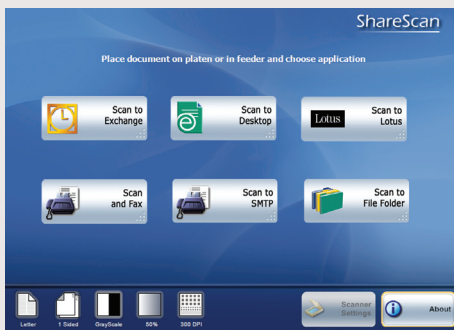 ShareScan
Place document on platen or in feeder and choose application
Scan to
Exchange
Scan to
Desktop
Lotus
Scan to
Lotus
Scan
and Fax
Scan to
SMTP
Scan to
File Folder
Letter
1 Sided
GrayScale
50%
300 DPI
Scanner
Settings
About